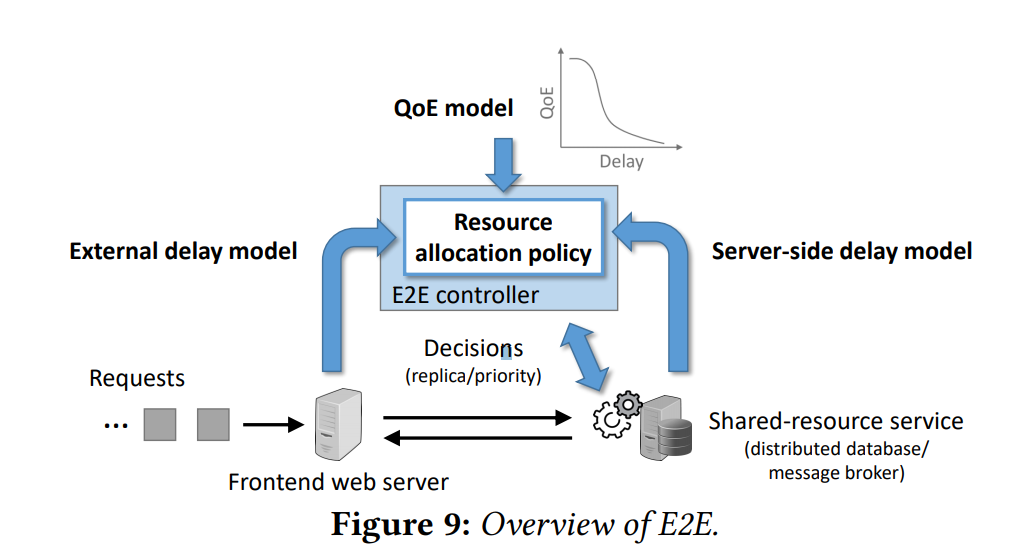 QoE model
QoE
Delay
Resource
allocation policy
E2E controller
External delay model
Server-side delay model
Decisions
(replica/priority)
Requests
...
Frontend web server
Shared-resource service
(distributed database/
message broker)
Figure 9: Overview of E2E.